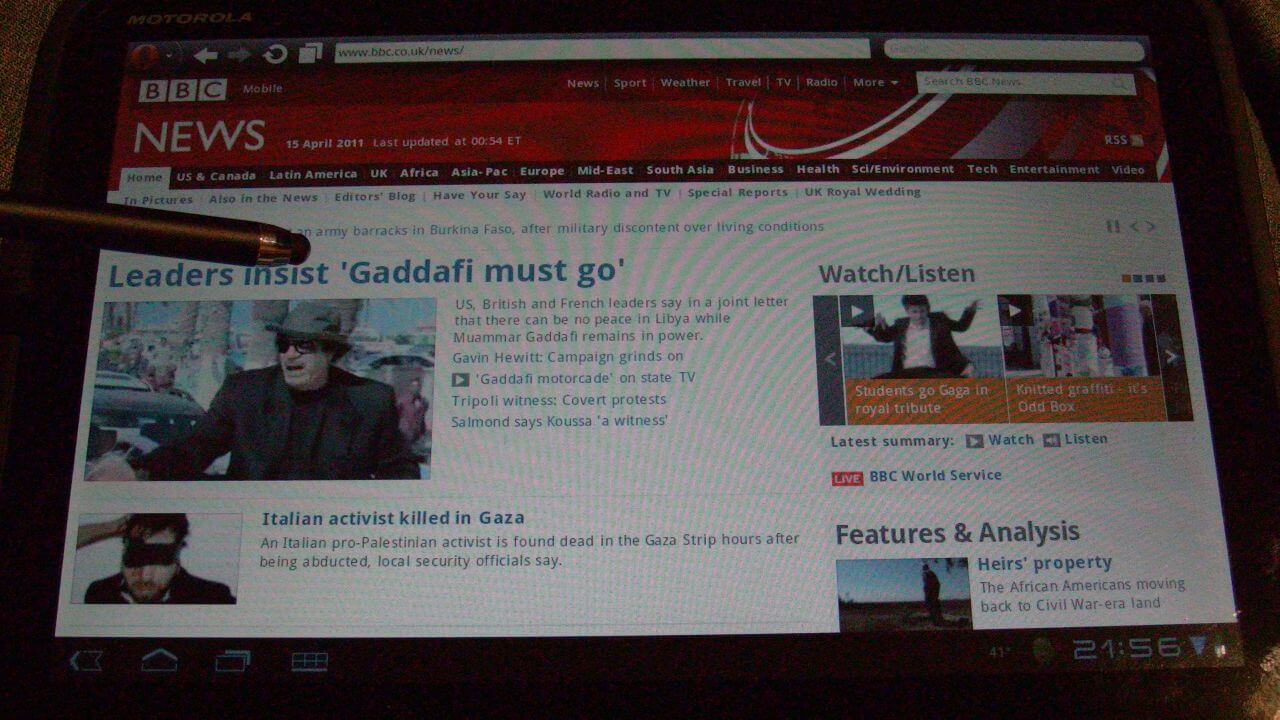 MOTOROLA
www.bbc.co.uk/news/
Google
BBC Mobile
News Sport Weather Travel TV Radio More
Search BBC News
NEWS 15 April 2011 Last updated at 00:54 ET
RSS
Home US & Canada Latin America UK Africa Asia-Pac Europe Mid-East South Asia Business Health Sci/Environment Tech Entertainment Video
In Pictures Also in the News Editors' Blog Have Your Say World Radio and TV Special Reports UK Royal Wedding
an army barracks in Burkina Faso, after military discontent over living conditions
Leaders insist 'Gaddafi must go'
US, British and French leaders say in a joint letter
that there can be no peace in Libya while
Muammar Gaddafi remains in power.
Gavin Hewitt: Campaign grinds on
'Gaddafi motorcade' on state TV
Tripoli witness: Covert protests
Salmond says Koussa 'a witness'
Italian activist killed in Gaza
An Italian pro-Palestinian activist is found dead in the Gaza Strip hours after
being abducted, local security officials say.
Watch/Listen
Students go Gaga in
royal tribute
Knitted graffiti - it's
Odd Box
Latest summary: Watch Listen
LIVE BBC World Service
Features & Analysis
Heirs' property
The African Americans moving
back to Civil War-era land
41° 21:56